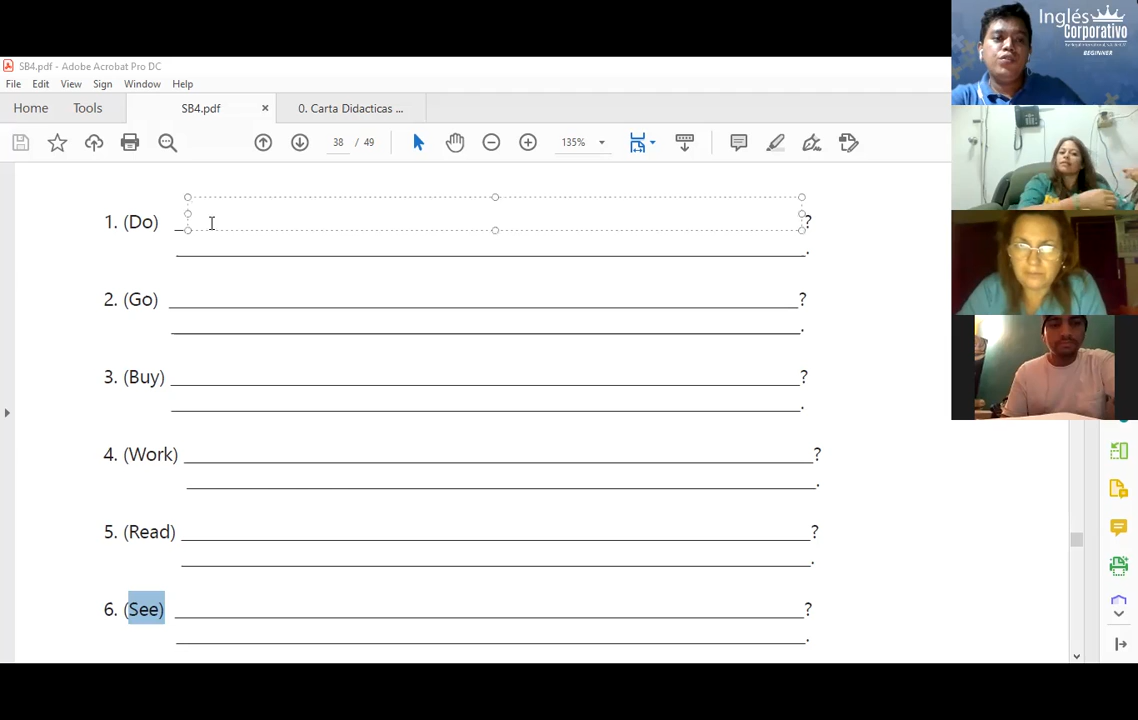 SB4.pdf - Adobe Acrobat Pro DC
File Edit View Sign Window Help
Home Tools SB4.pdf × 0. Carta Didacticas ...
38 / 49 135%
1. (Do) ?
.
2. (Go) ?
.
3. (Buy) ?
.
4. (Work) ?
.
5. (Read) ?
.
6. (See) ?
.
Inglés
Corporativo
BEGINNER